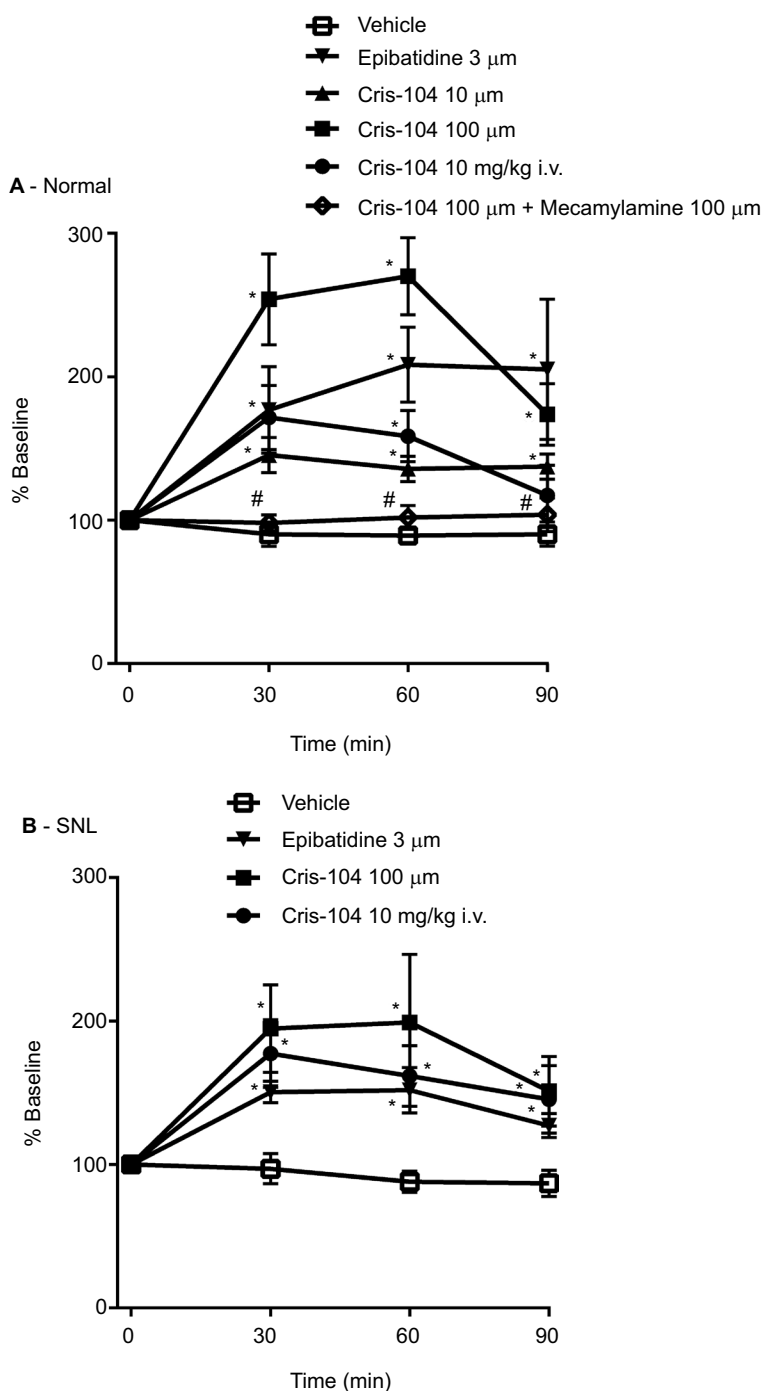 Vehicle
Epibatidine 3 μm
Cris-104 10 μm
Cris-104 100 μm
Cris-104 10 mg/kg i.v.
Cris-104 100 μm + Mecamylamine 100 μm
A - Normal
300
200
100
0
% Baseline
* * * * * * * * * * *
# # #
0 30 60 90
Time (min)
B - SNL
Vehicle
Epibatidine 3 μm
Cris-104 100 μm
Cris-104 10 mg/kg i.v.
300
200
100
0
% Baseline
* * * * * * * * *
0 30 60 90
Time (min)